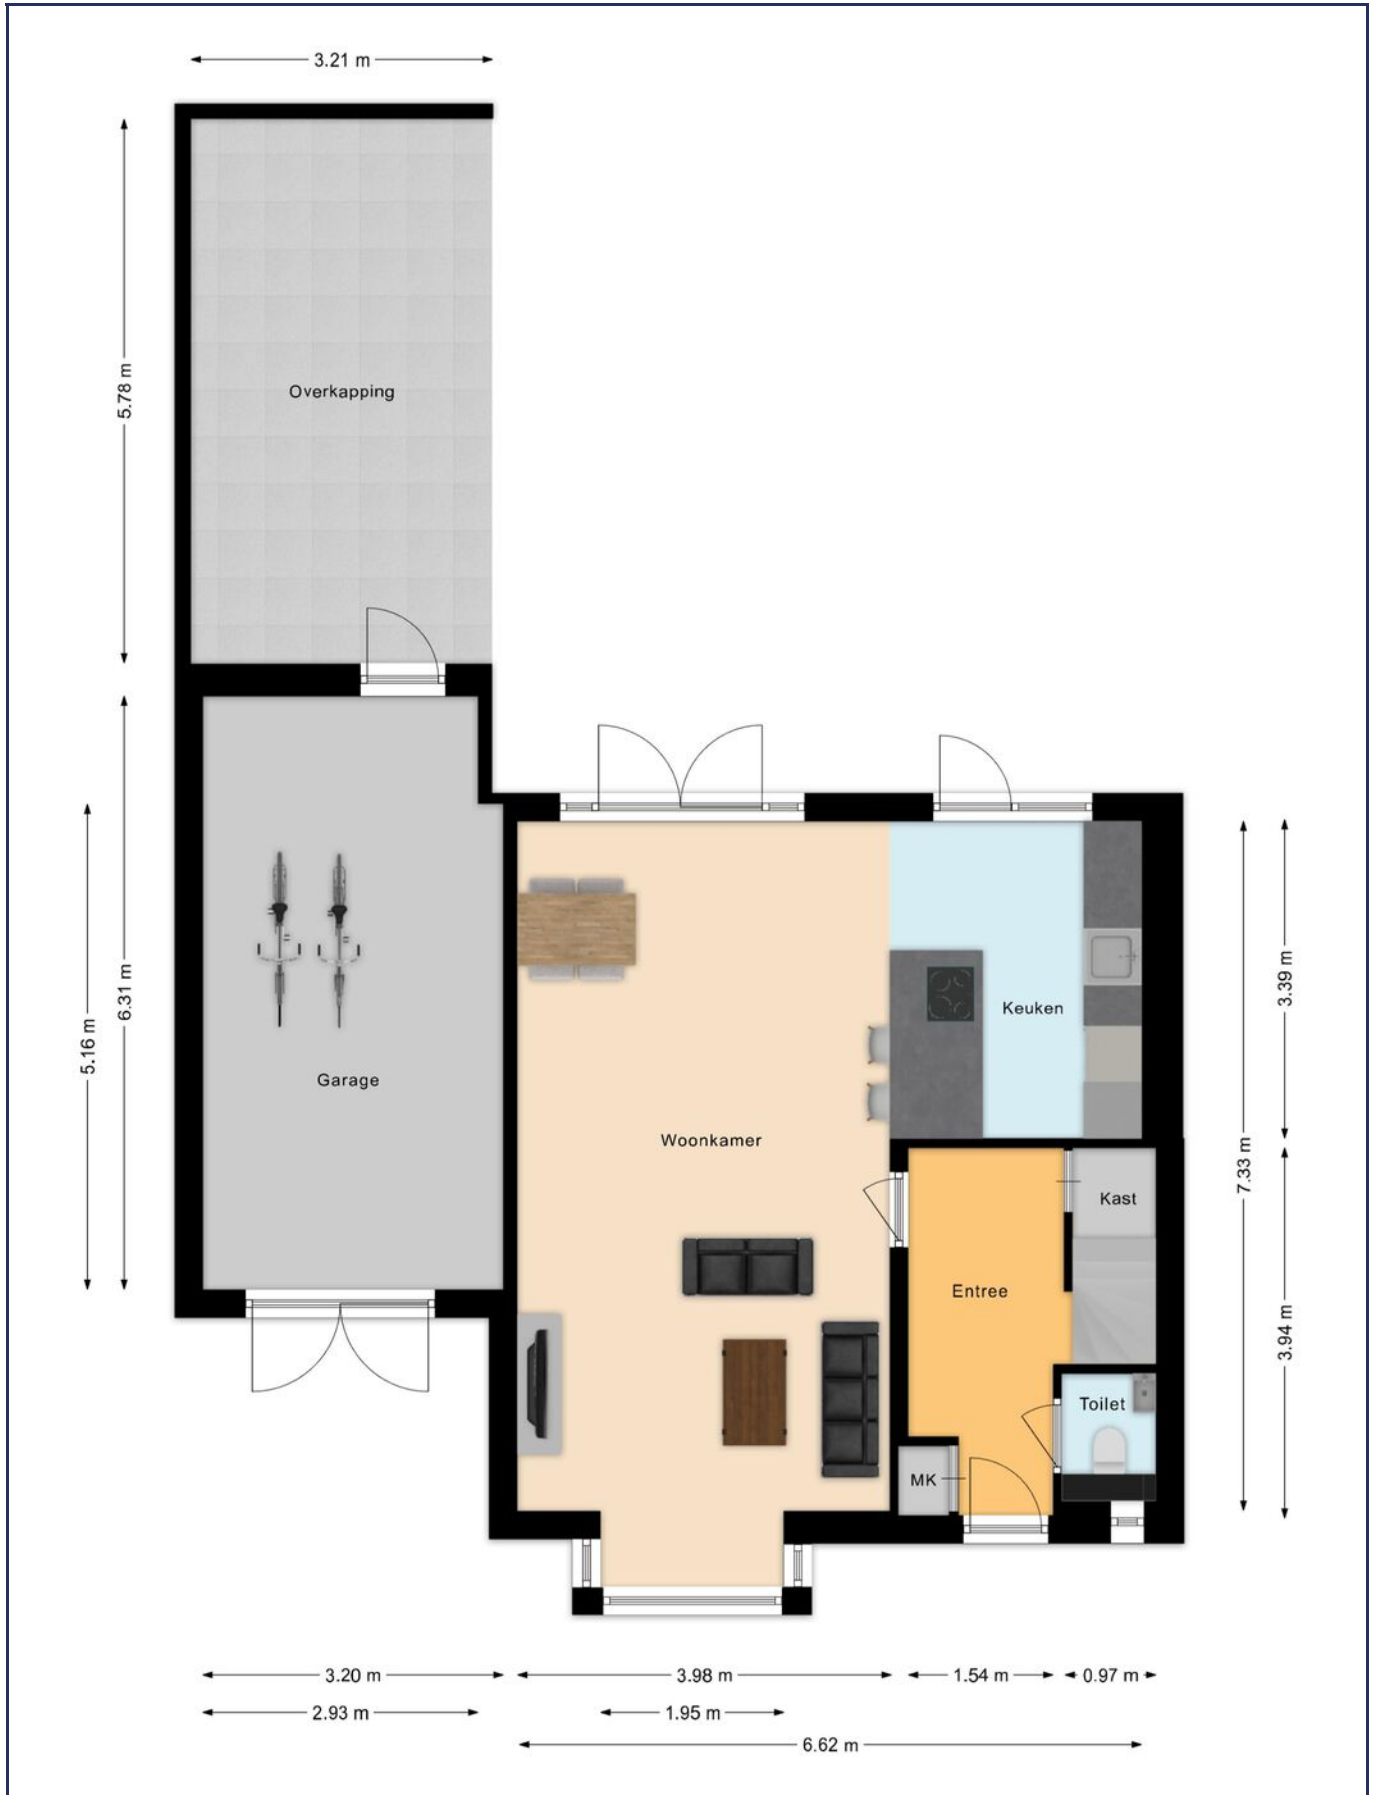 3.21 m
5.78 m
Overkapping
6.31 m
5.16 m
Garage
Woonkamer
Keuken
3.39 m
7.33 m
Kast
Entree
3.94 m
Toilet
MK
3.20 m
3.98 m
1.54 m
0.97 m
2.93 m
1.95 m
6.62 m